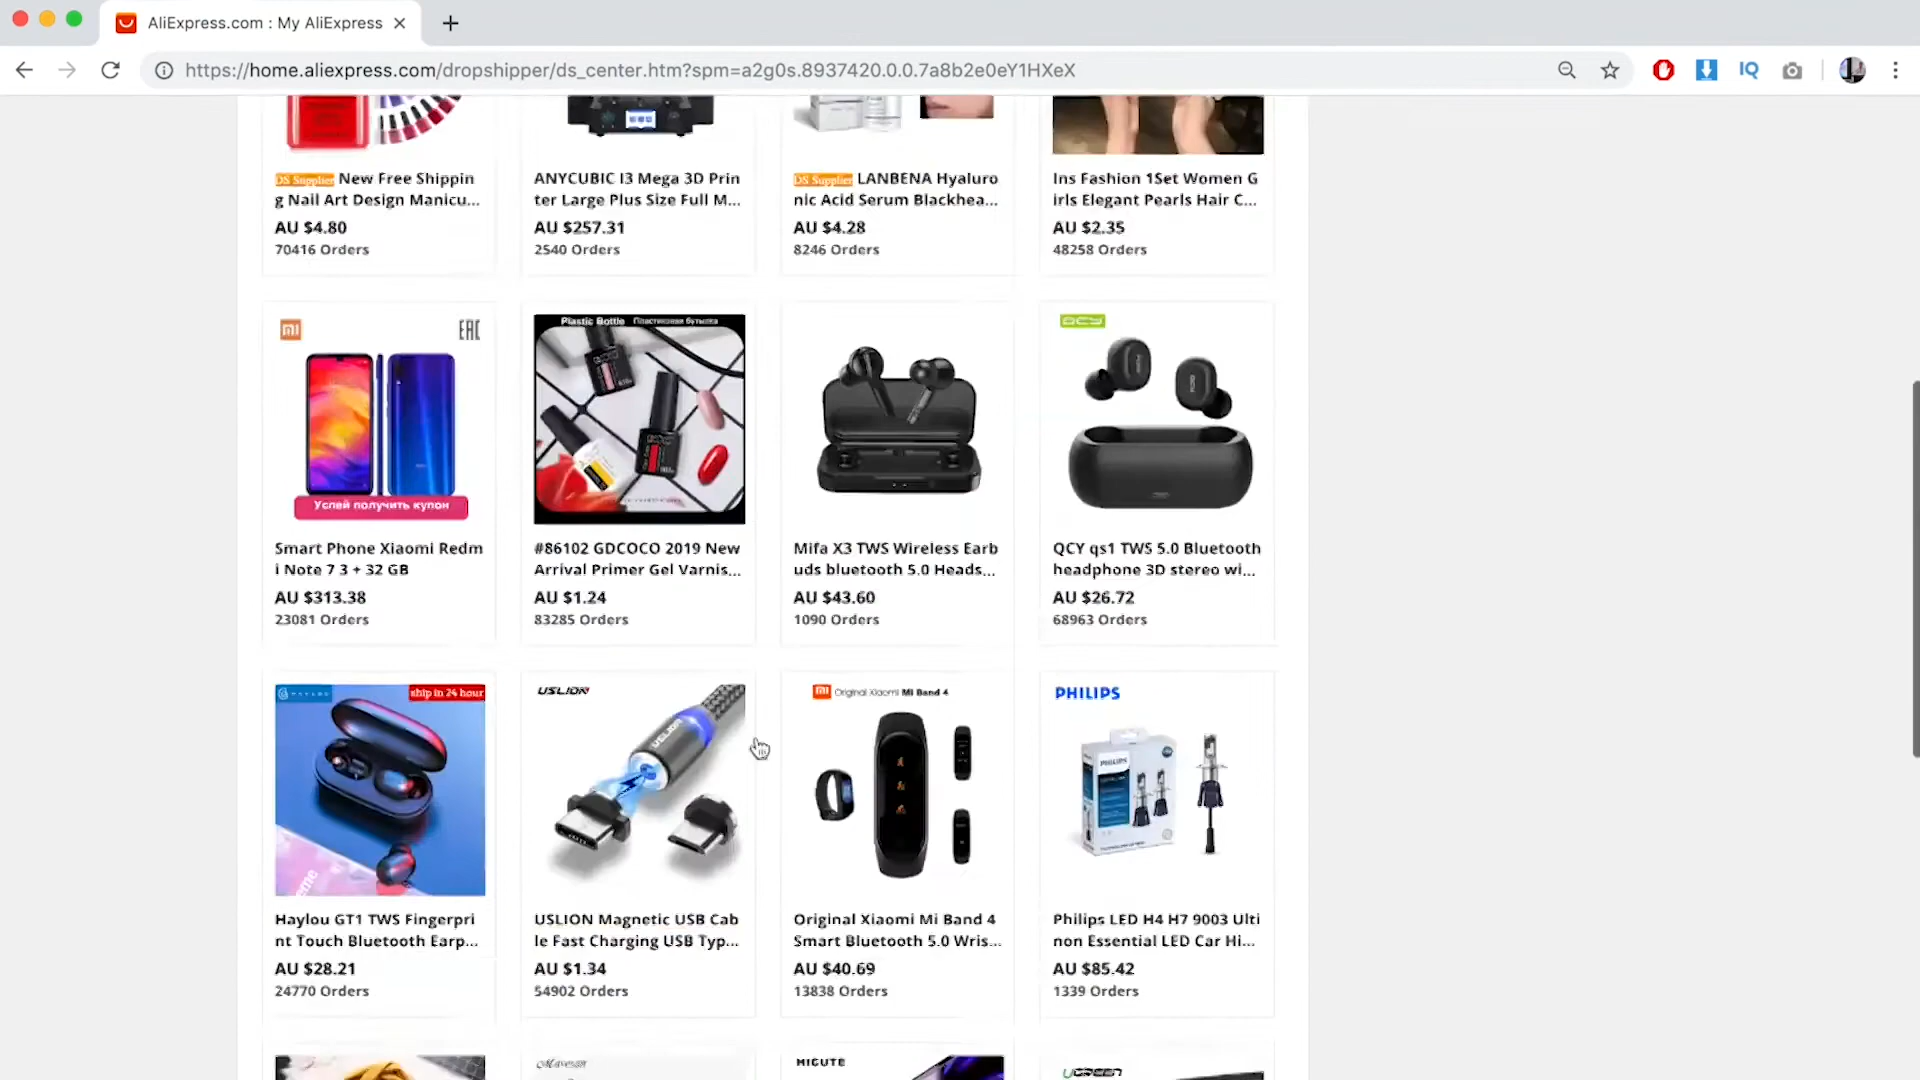 AliExpress.com : My AliExpress
https://home.aliexpress.com/dropshipper/ds_center.htm?spm=a2g0s.8937420.0.0.7a8b2e0eY1HXeX
IQ
DS Supplier New Free Shippin
g Nail Art Design Manicu...
AU $4.80
70416 Orders
ANYCUBIC I3 Mega 3D Prin
ter Large Plus Size Full M...
AU $257.31
2540 Orders
DS Supplier LANBENA Hyaluro
nic Acid Serum Blackhea...
AU $4.28
8246 Orders
Ins Fashion 1Set Women G
irls Elegant Pearls Hair C...
AU $2.35
48258 Orders
mi
EAC
Успей получить купон
Smart Phone Xiaomi Redm
i Note 7 3 + 32 GB
AU $313.38
23081 Orders
Plastic Bottle Пластиковая бутылка
#86102 GDCOCO 2019 New
Arrival Primer Gel Varnis...
AU $1.24
83285 Orders
Mifa X3 TWS Wireless Earb
uds bluetooth 5.0 Heads...
AU $43.60
1090 Orders
QCY
QCY qs1 TWS 5.0 Bluetooth
headphone 3D stereo wi...
AU $26.72
68963 Orders
HAYLOU
ship in 24 hour
Haylou GT1 TWS Fingerpri
nt Touch Bluetooth Earp...
AU $28.21
24770 Orders
USLION
USLION
USLION Magnetic USB Cab
le Fast Charging USB Typ...
AU $1.34
54902 Orders
mi Original Xiaomi Mi Band 4
Original Xiaomi Mi Band 4
Smart Bluetooth 5.0 Wris...
AU $40.69
13838 Orders
PHILIPS
PHILIPS
Philips LED H4 H7 9003 Ulti
non Essential LED Car Hi...
AU $85.42
1339 Orders
Mavesan
HICUTE
UGREEN